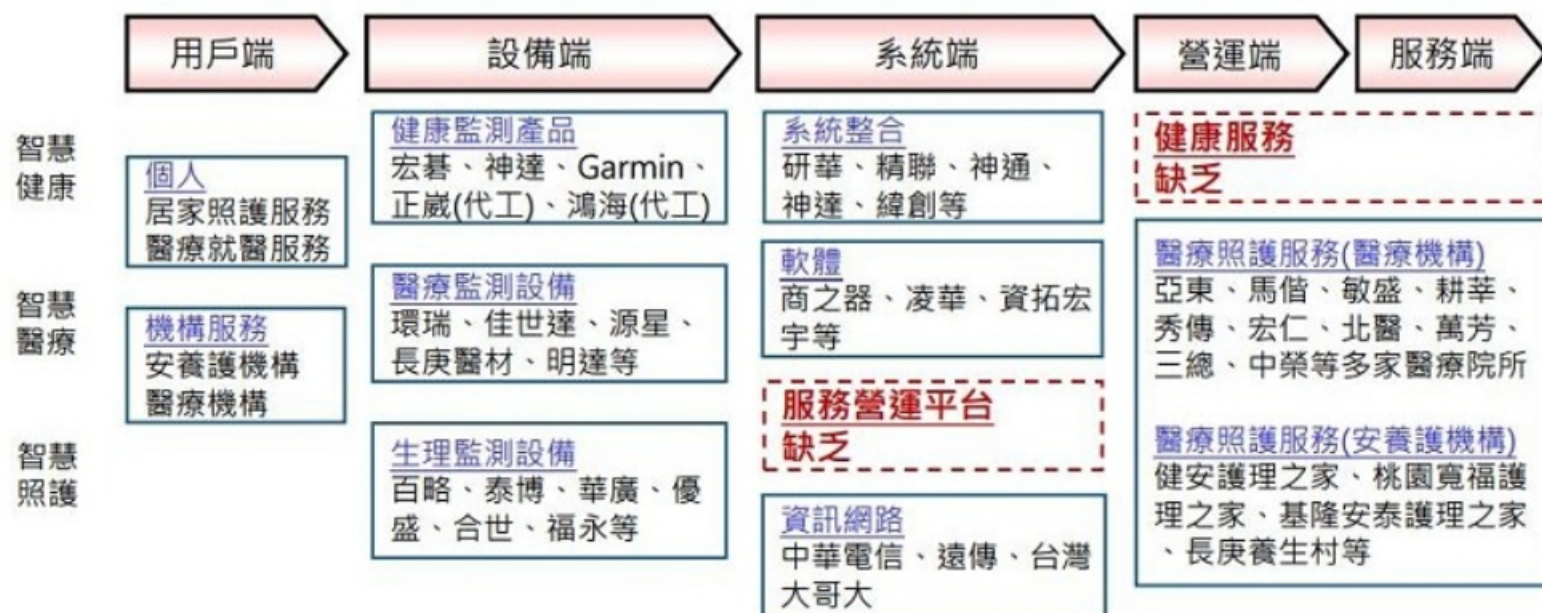 用戶端
設備端
系統端
營運端
服務端
智慧
健康
智慧
醫療
智慧
照護
個人
居家照護服務
醫療就醫服務
機構服務
安養護機構
醫療機構
健康監測產品
宏碁、神達、Garmin、
正崴(代工)、鴻海(代工)
醫療監測設備
環瑞、佳世達、源星、
長庚醫材、明達等
生理監測設備
百略、泰博、華廣、優
盛、合世、福永等
系統整合
研華、精聯、神通、
神達、緯創等
軟體
商之器、凌華、資拓宏
宇等
服務營運平台
缺乏
資訊網路
中華電信、遠傳、台灣
大哥大
健康服務
缺乏
醫療照護服務(醫療機構)
亞東、馬偕、敏盛、耕莘、
秀傳、宏仁、北醫、萬芳、
三總、中榮等多家醫療院所
醫療照護服務(安養護機構)
健安護理之家、桃園寬福護
理之家、基隆安泰護理之家
、長庚養生村等